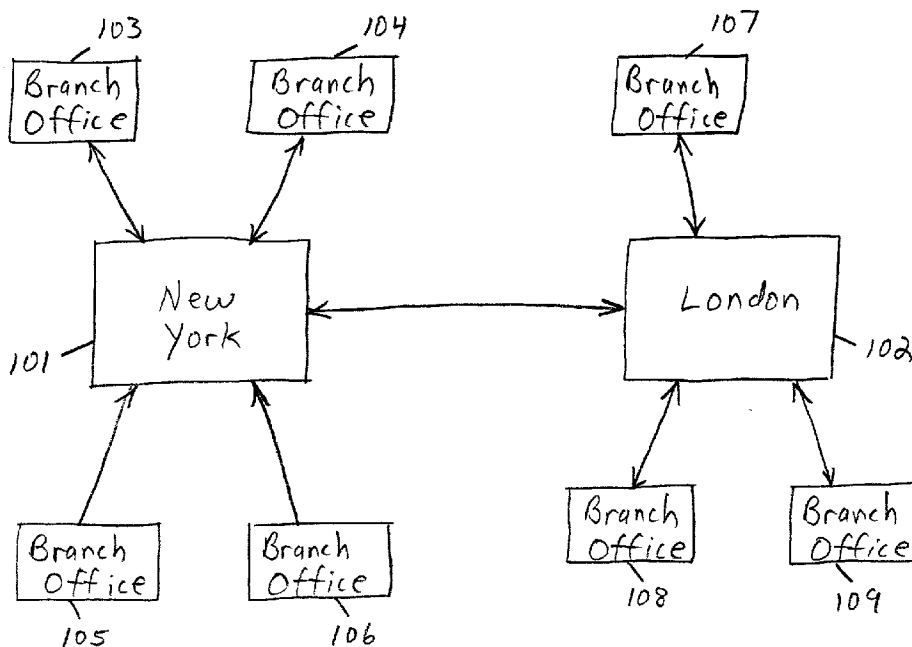 103
104
107
Branch
Office
Branch
Office
Branch
Office
New
York
London
101
102
Branch
Office
Branch
Office
Branch
Office
Branch
Office
105
106
108
109